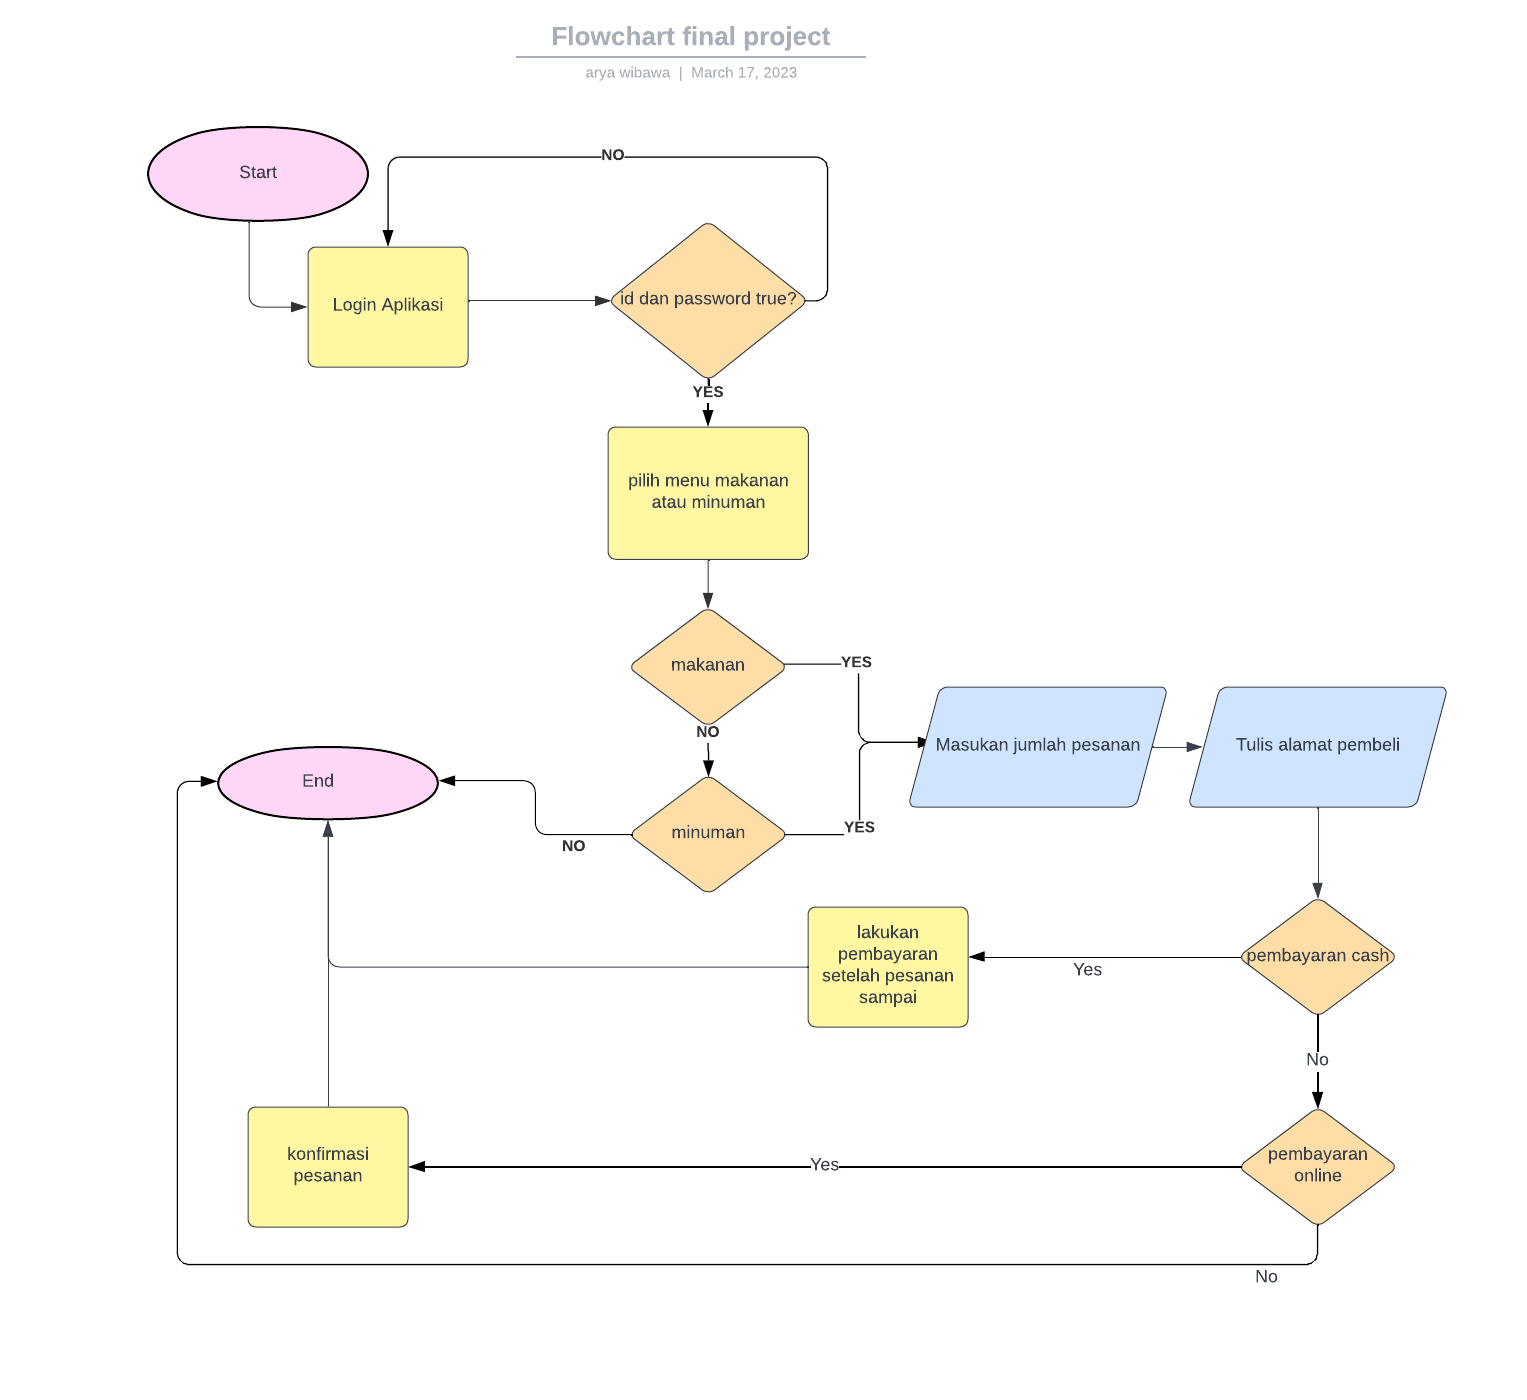 Flowchart final project
arya wibawa | March 17, 2023
Start
NO
Login Aplikasi
id dan password true?
YES
pilih menu makanan
atau minuman
makanan
YES
NO
Masukan jumlah pesanan
Tulis alamat pembeli
End
minuman
YES
NO
lakukan
pembayaran
setelah pesanan
sampai
Yes
pembayaran cash
No
konfirmasi
pesanan
Yes
pembayaran
online
No